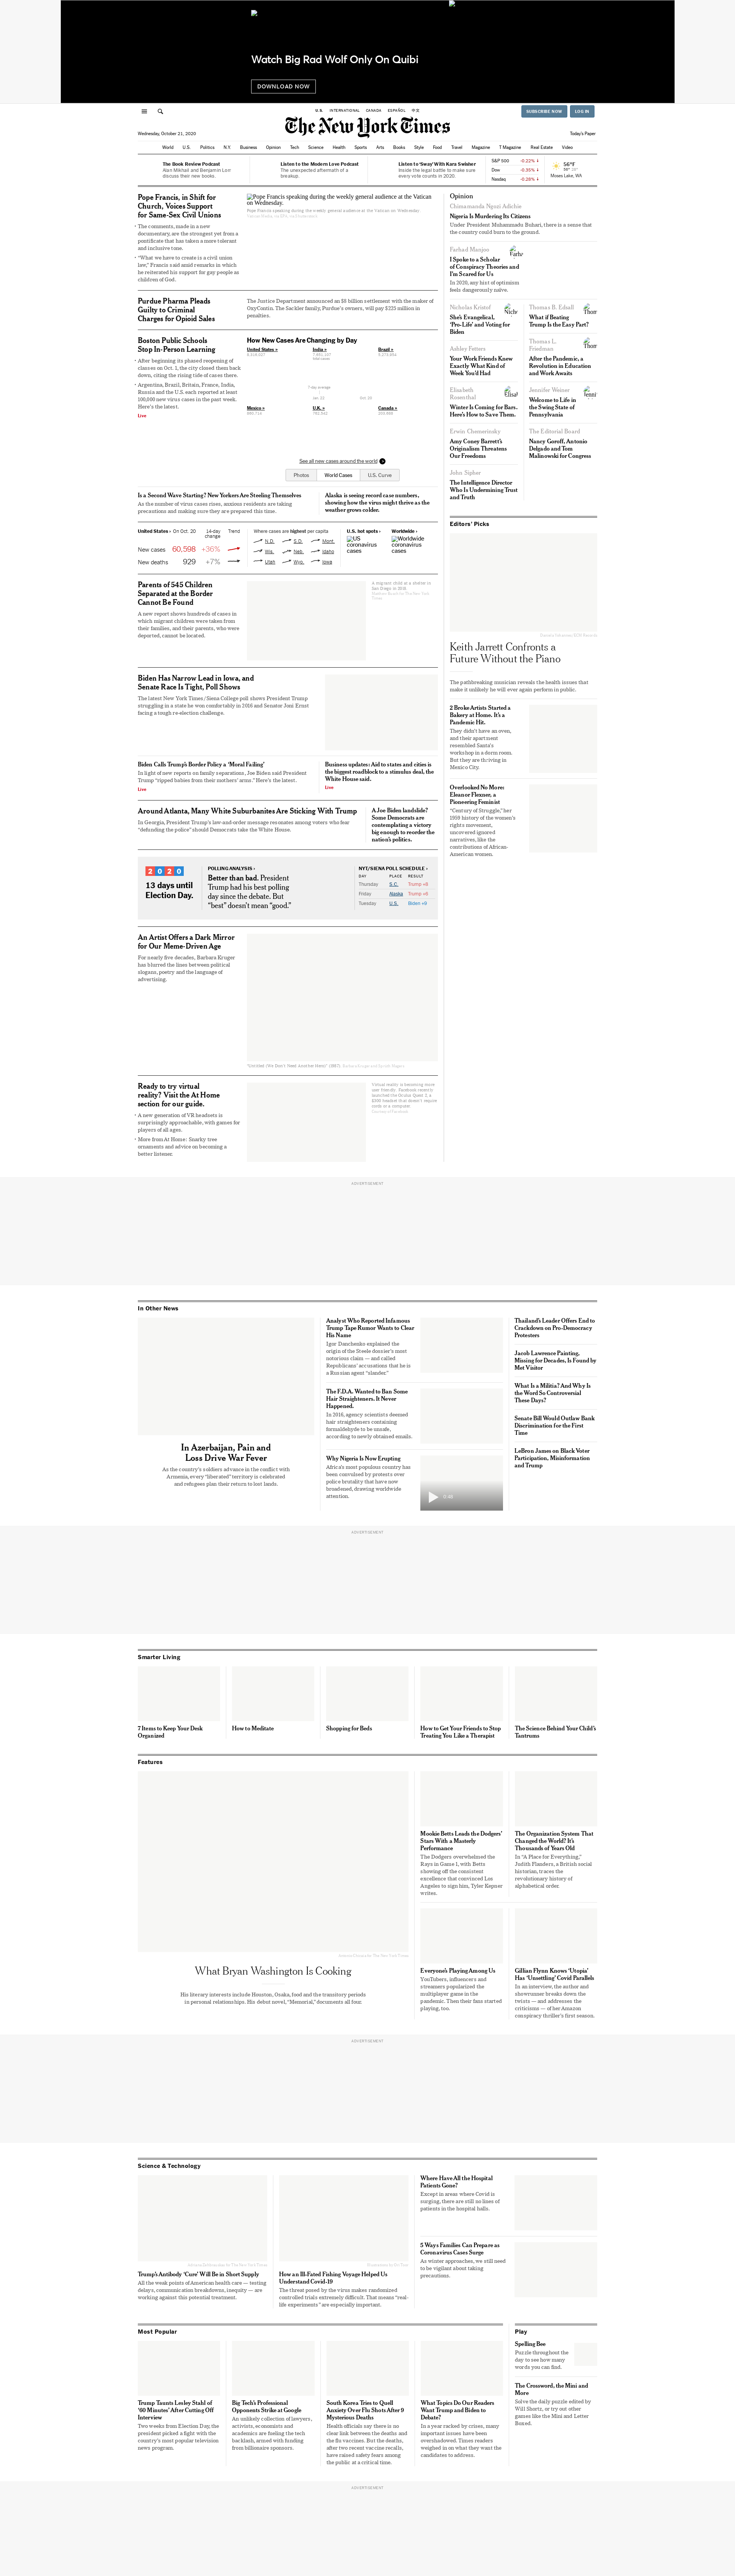 Watch Big Rad Wolf Only On Quibi
DOWNLOAD NOW
U.S. INTERNATIONAL CANADA ESPAÑOL 中文
SUBSCRIBE NOW LOG IN
The New York Times
Wednesday, October 21, 2020
Today's Paper
World U.S. Politics N.Y. Business Opinion Tech Science Health Sports Arts Books Style Food Travel Magazine T Magazine Real Estate Video
The Book Review Podcast
Alan Mikhail and Benjamin Lorr discuss their new books.
Listen to the Modern Love Podcast
The unexpected aftermath of a breakup.
Listen to 'Sway' With Kara Swisher
Inside the legal battle to make sure every vote counts in 2020.
S&P 500 -0.22% ↓
Dow -0.35% ↓
Nasdaq -0.28% ↓
56°F
Moses Lake, WA
Pope Francis, in Shift for
Church, Voices Support
for Same-Sex Civil Unions
The comments, made in a new
documentary, are the strongest yet from a
pontificate that has taken a more tolerant
and inclusive tone.
"What we have to create is a civil union
law," Francis said and remarks in which
he reiterated his support for gay people as
children of God.
Pope Francis speaking during the weekly general audience at the Vatican
on Wednesday.
Pope Francis speaking during the weekly general audience at the Vatican on Wednesday.
Purdue Pharma Pleads
Guilty to Criminal
Charges for Opioid Sales
The Justice Department announced an $8 billion settlement with the maker of
OxyContin. The Sackler family, Purdue's owners, will pay $225 million in
penalties.
Boston Public Schools
Stop In-Person Learning
After beginning its phased reopening of
classes on Oct. 1, the city closed them back
down, citing the rising tide of cases there.
Argentina, Brazil, Britain, France, India,
Russia and the U.S. each reported at least
100,000 new virus cases in the past week.
Here's the latest.
Live
How New Cases Are Changing by Day
United States » India » Brazil »
7-day average
Mexico » U.K. » Canada »
See all new cases around the world
Photos World Cases U.S. Curve
Is a Second Wave Starting? New Yorkers Are Steeling Themselves
As the number of cases virus rises, anxious residents are taking
precautions and making sure they are prepared this time.
Alaska is seeing record case numbers,
showing how the virus might thrive as the
weather grows colder.
United States › On Oct. 20 14-day change Trend
New cases 60,598 +36%
New deaths 929 +7%
Where cases are highest per capita
N.D. S.D. Mont.
Wis. Neb. Idaho
Utah Wyo. Iowa
U.S. hot spots › Worldwide ›
US coronavirus cases
Worldwide coronavirus cases
Parents of 545 Children
Separated at the Border
Cannot Be Found
A new report shows hundreds of cases in
which migrant children were taken from
their families, and their parents, who were
deported, cannot be located.
A migrant child at a shelter in
San Diego in 2018.
Biden Has Narrow Lead in Iowa, and
Senate Race Is Tight, Poll Shows
The latest New York Times/Siena College poll shows President Trump
struggling in a state he won comfortably in 2016 and Senator Joni Ernst
facing a tough re-election challenge.
Biden Calls Trump's Border Policy a 'Moral Failing'
In light of new reports on family separations, Joe Biden said President
Trump "ripped babies from their mothers' arms." Here's the latest.
Live
Business updates: Aid to states and cities is
the biggest roadblock to a stimulus deal, the
White House said.
Live
Around Atlanta, Many White Suburbanites Are Sticking With Trump
In Georgia, President Trump's law-and-order message resonates among voters who fear
"defunding the police" should Democrats take the White House.
A Joe Biden landslide?
Some Democrats are
contemplating a victory
big enough to reorder the
nation's politics.
2020
13 days until
Election Day.
POLLING ANALYSIS ›
Better than bad. President
Trump had his best polling
day since the debate. But
"best" doesn't mean "good."
NYT/SIENA POLL SCHEDULE ›
DAY PLACE RESULT
Thursday S.C. Trump +8
Friday Alaska Trump +6
Tuesday U.S. Biden +9
An Artist Offers a Dark Mirror
for Our Meme-Driven Age
For nearly five decades, Barbara Kruger
has blurred the lines between political
slogans, poetry and the language of
advertising.
"Untitled (We Don't Need Another Hero)" (1987).
Ready to try virtual
reality? Visit the At Home
section for our guide.
A new generation of VR headsets is
surprisingly approachable, with games for
players of all ages.
More from At Home: Snarky tree
ornaments and advice on becoming a
better listener.
Virtual reality is becoming more
user friendly.
Opinion
Chimamanda Ngozi Adichie
Nigeria Is Murdering Its Citizens
Under President Muhammadu Buhari, there is a sense that
the country could burn to the ground.
Farhad Manjoo
I Spoke to a Scholar
of Conspiracy Theories and
I'm Scared for Us
In 2020, any hint of optimism
feels dangerously naïve.
Nicholas Kristof
She's Evangelical,
'Pro-Life' and Voting for
Biden
Thomas B. Edsall
What if Beating
Trump Is the Easy Part?
Ashley Fetters
Your Work Friends Knew
Exactly What Kind of
Week You'd Had
Thomas L.
Friedman
After the Pandemic, a
Revolution in Education
and Work Awaits
Elisabeth
Rosenthal
Winter Is Coming for Bars.
Here's How to Save Them.
Jennifer Weiner
Welcome to Life in
the Swing State of
Pennsylvania
Erwin Chemerinsky
Amy Coney Barrett's
Originalism Threatens
Our Freedoms
The Editorial Board
Nancy Goroff, Antonio
Delgado and Tom
Malinowski for Congress
John Sipher
The Intelligence Director
Who Is Undermining Trust
and Truth
Editors' Picks
Keith Jarrett Confronts a
Future Without the Piano
The pathbreaking musician reveals the health issues that
make it unlikely he will ever again perform in public.
2 Broke Artists Started a
Bakery at Home. It's a
Pandemic Hit.
They didn't have an oven,
and their apartment
resembled Santa's
workshop in a dorm room.
But they are thriving in
Mexico City.
Overlooked No More:
Eleanor Flexner, a
Pioneering Feminist
"Century of Struggle," her
1959 history of the women's
rights movement,
uncovered ignored
narratives, like the
contributions of African-
American women.
ADVERTISEMENT
In Other News
In Azerbaijan, Pain and
Loss Drive War Fever
As the country's soldiers advance in the conflict with
Armenia, every "liberated" territory is celebrated
and refugees plan their return to lost lands.
Analyst Who Reported Infamous
Trump Tape Rumor Wants to Clear
His Name
Igor Danchenko explained the
origin of the Steele dossier's most
notorious claim — and called
Republicans' accusations that he is
a Russian agent "slander."
The F.D.A. Wanted to Ban Some
Hair Straighteners. It Never
Happened.
In 2016, agency scientists deemed
hair straighteners containing
formaldehyde to be unsafe,
according to newly obtained emails.
Why Nigeria Is Now Erupting
Africa's most populous country has
been convulsed by protests over
police brutality that have now
broadened, drawing worldwide
attention.
Thailand's Leader Offers End to
Crackdown on Pro-Democracy
Protesters
Jacob Lawrence Painting,
Missing for Decades, Is Found by
Met Visitor
What Is a Militia? And Why Is
the Word So Controversial
These Days?
Senate Bill Would Outlaw Bank
Discrimination for the First
Time
LeBron James on Black Voter
Participation, Misinformation
and Trump
ADVERTISEMENT
Smarter Living
7 Items to Keep Your Desk
Organized
How to Meditate
Shopping for Beds
How to Get Your Friends to Stop
Treating You Like a Therapist
The Science Behind Your Child's
Tantrums
Features
What Bryan Washington Is Cooking
His literary interests include Houston, Osaka, food and the transitory periods
in personal relationships. His debut novel, "Memorial," documents all four.
Mookie Betts Leads the Dodgers'
Stars With a Masterly
Performance
The Dodgers overwhelmed the
Rays in Game 1, with Betts
showing off the consistent
excellence that convinced Los
Angeles to sign him, Tyler Kepner
writes.
The Organization System That
Changed the World? It's
Thousands of Years Old
In "A Place for Everything,"
Judith Flanders, a British social
historian, traces the
revolutionary history of
alphabetical order.
Everyone's Playing Among Us
YouTubers, influencers and
streamers popularized the
multiplayer game in the
pandemic. Then their fans started
playing, too.
Gillian Flynn Knows 'Utopia'
Has 'Unsettling' Covid Parallels
In an interview, the author and
showrunner breaks down the
twists — and addresses the
criticisms — of her Amazon
conspiracy thriller's first season.
ADVERTISEMENT
Science & Technology
Trump's Antibody 'Cure' Will Be in Short Supply
All the weak points of American health care — testing
delays, communication breakdowns, inequity — are
working against this potential treatment.
How an Ill-Fated Fishing Voyage Helped Us
Understand Covid-19
The threat posed by the virus makes randomized
controlled trials extremely difficult. That means "real-
life experiments" are especially important.
Where Have All the Hospital
Patients Gone?
Except in areas where Covid is
surging, there are still no lines of
patients in the hospital halls.
5 Ways Families Can Prepare as
Coronavirus Cases Surge
As winter approaches, we still need
to be vigilant about taking
precautions.
Most Popular
Trump Taunts Lesley Stahl of
'60 Minutes' After Cutting Off
Interview
Two weeks from Election Day, the
president picked a fight with the
country's most popular television
news program.
Big Tech's Professional
Opponents Strike at Google
An unlikely collection of lawyers,
activists, economists and
academics are fueling the tech
backlash, armed with funding
from billionaire sponsors.
South Korea Tries to Quell
Anxiety Over Flu Shots After 9
Mysterious Deaths
Health officials say there is no
clear link between the deaths and
the flu vaccines. But the deaths,
after two recent vaccine recalls,
have raised safety fears among
the public at a critical time.
What Topics Do Our Readers
Want Trump and Biden to
Debate?
In a year racked by crises, many
important issues have been
overshadowed. Times readers
weighed in on what they want the
candidates to address.
Play
Spelling Bee
Puzzle throughout the
day to see how many
words you can find.
The Crossword, the Mini and
More
Solve the daily puzzle edited by
Will Shortz, or try out other
games like the Mini and Letter
Boxed.
ADVERTISEMENT